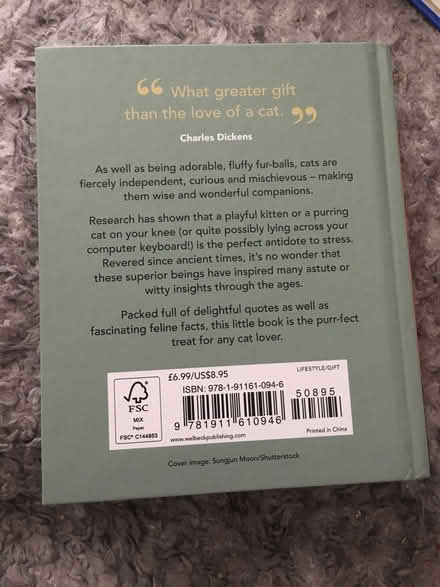 “ What greater gift
than the love of a cat. ”
Charles Dickens
As well as being adorable, fluffy fur-balls, cats are
fiercely independent, curious and mischievous – making
them wise and wonderful companions.
Research has shown that a playful kitten or a purring
cat on your knee (or quite possibly lying across your
computer keyboard!) is the perfect antidote to stress.
Revered since ancient times, it's no wonder that
these superior beings have inspired many astute or
witty insights through the ages.
Packed full of delightful quotes as well as
fascinating feline facts, this little book is the purr-fect
treat for any cat lover.
£6.99/US$8.95
LIFESTYLE/GIFT
ISBN: 978-1-91161-094-6
50895
FSC
MIX
Paper
FSC® C144853
9 781911 610946
www.welbeckpublishing.com
Printed in China
Cover image: Sungjun Moon/Shutterstock